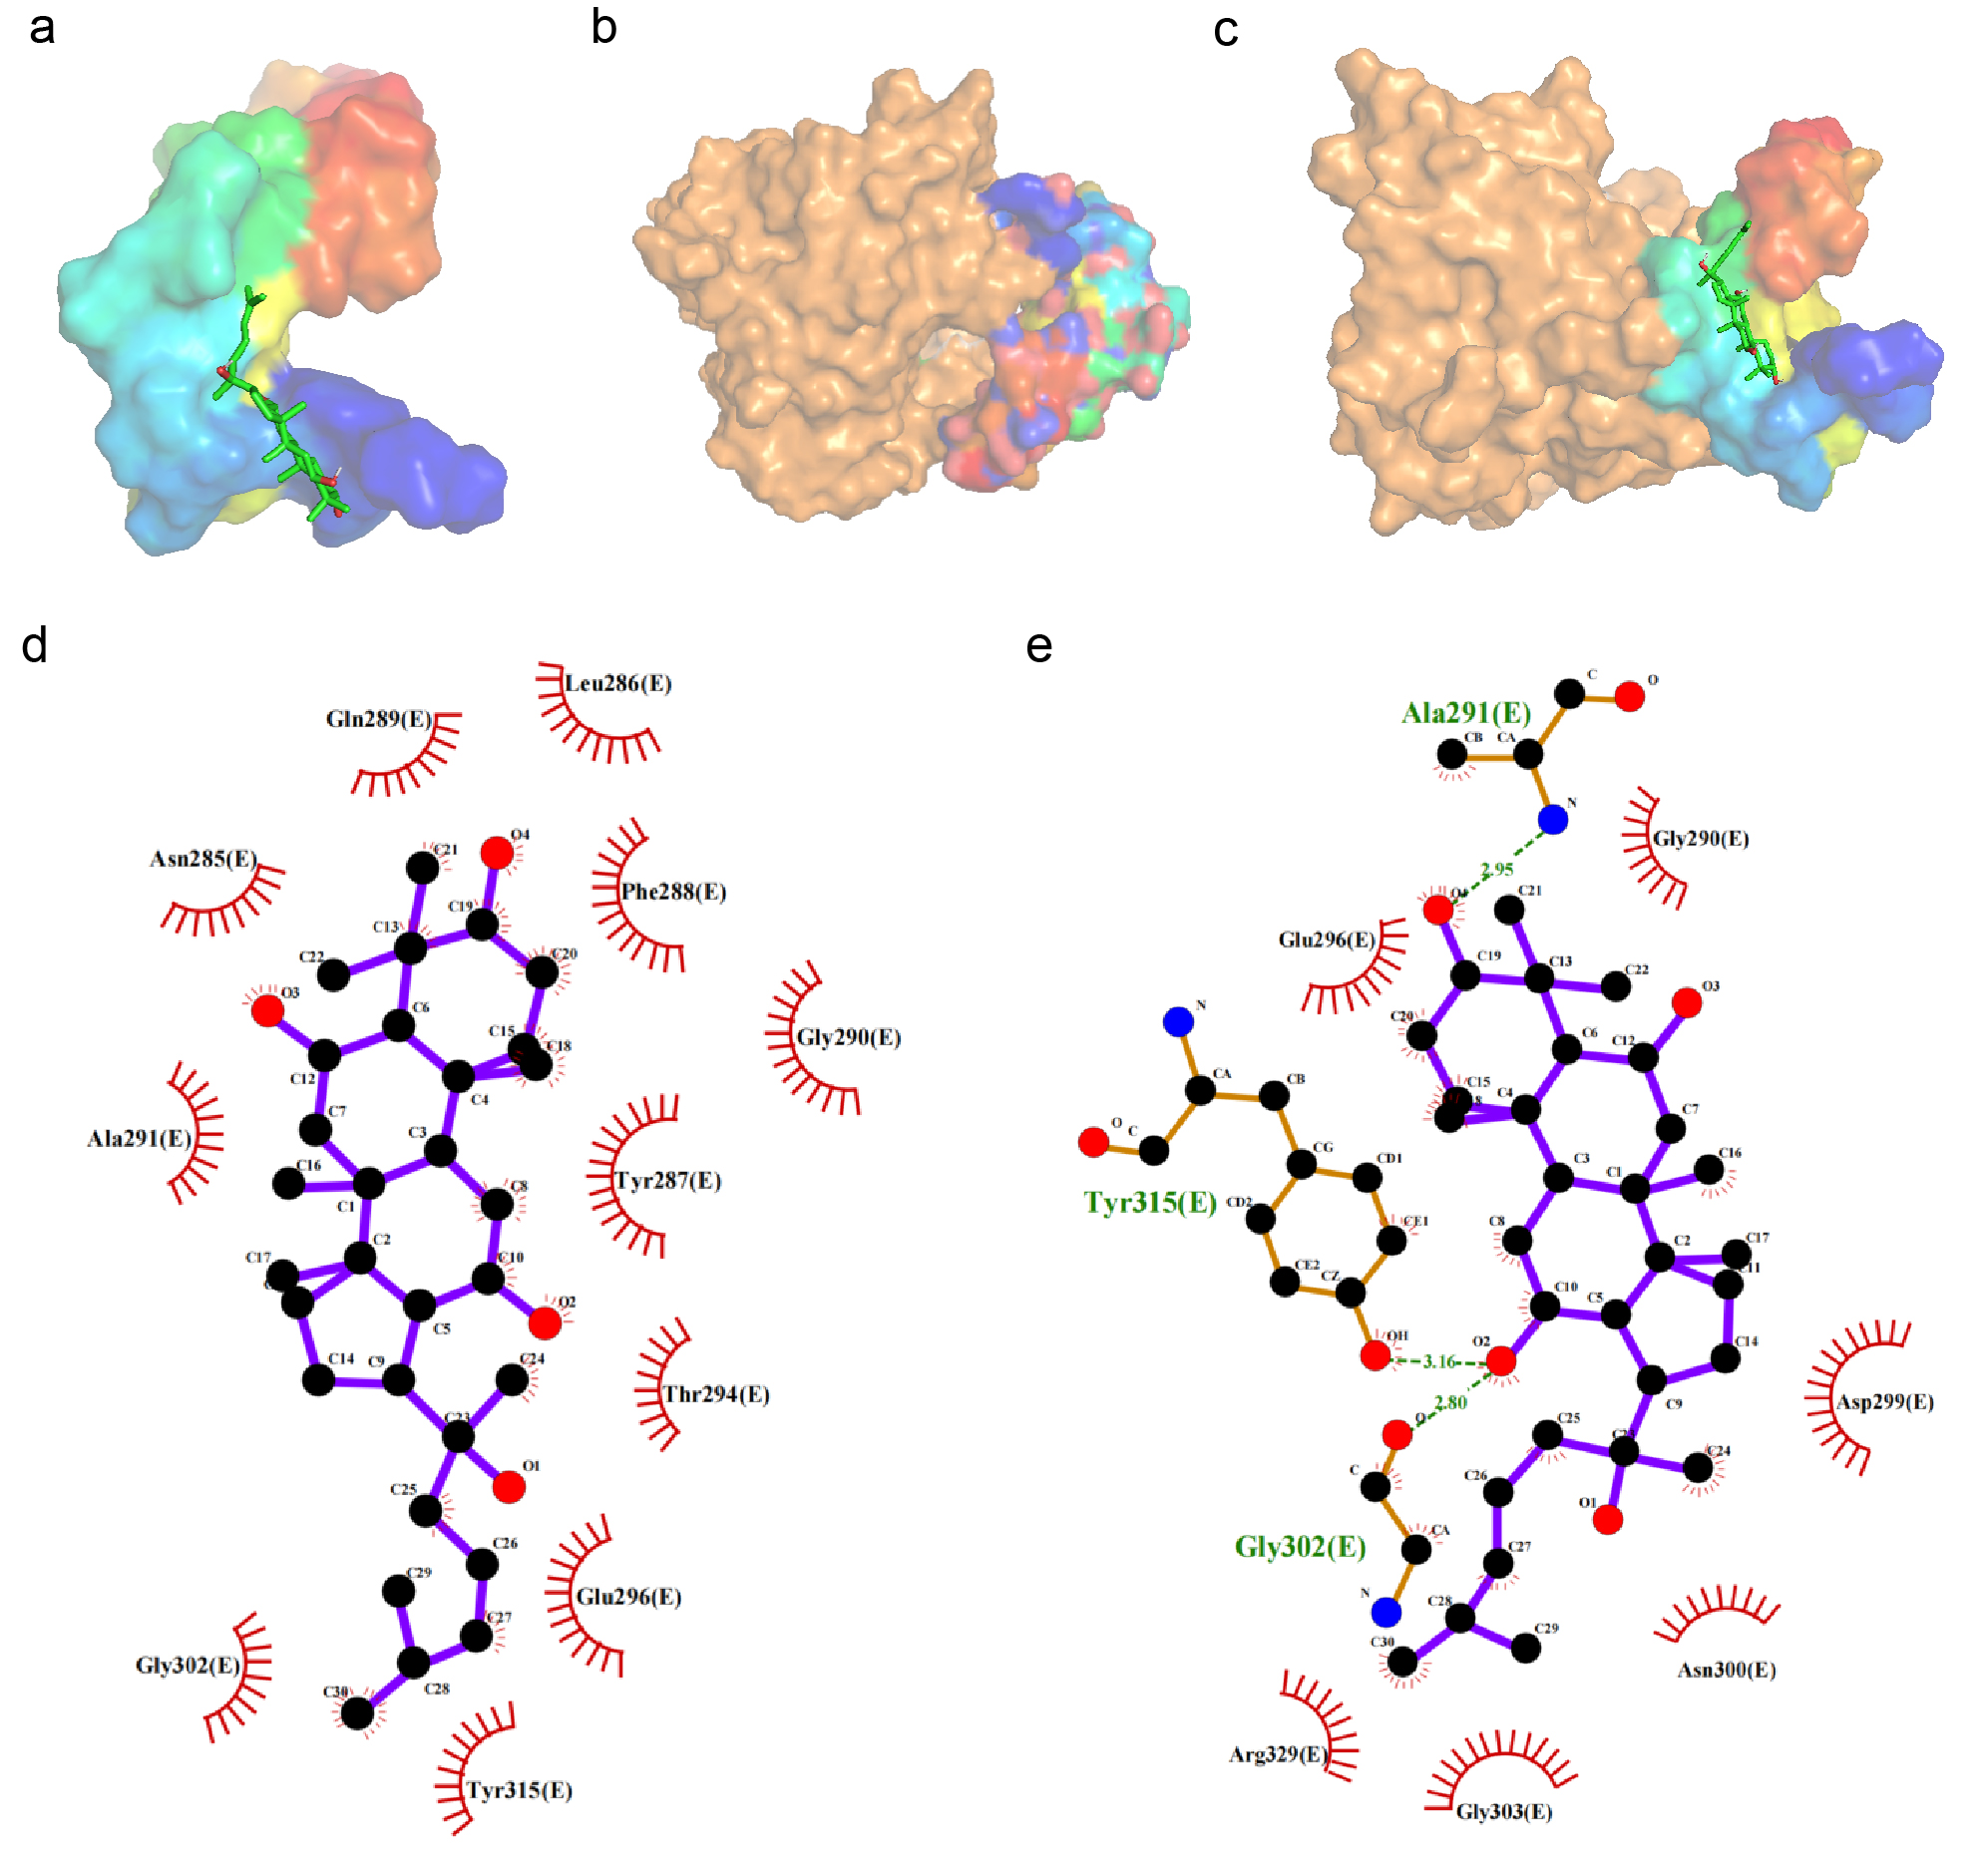 a
b
c
d
Leu286(E)
Gln289(E)
O4
C21
Asn285(E)
Phe288(E)
C19
C13
C20
C22
O3
C6
C15
C18
Gly290(E)
C12
C4
C7
C3
Ala291(E)
C16
Tyr287(E)
C8
C1
C2
C17
C10
O2
C5
C14
C9
C24
Thr294(E)
C23
O1
C25
C26
C29
Glu296(E)
C27
Gly302(E)
C28
C30
Tyr315(E)
e
C
O
Ala291(E)
CB
CA
N
Gly290(E)
2.95
C21
Glu296(E)
C19
C13
C22
O3
N
C20
C6
C12
CA
CB
C15
C4
C7
O
C
CG
C3
C1
C16
CD1
Tyr315(E)
CD2
CE1
C8
C2
C17
C11
CE2
CZ
C10
C5
OH
O2
C14
3.16
2.80
C9
Asp299(E)
O
C25
C24
C
C26
O1
CA
Gly302(E)
C27
N
C28
C29
C30
Asn300(E)
Arg329(E)
Gly303(E)